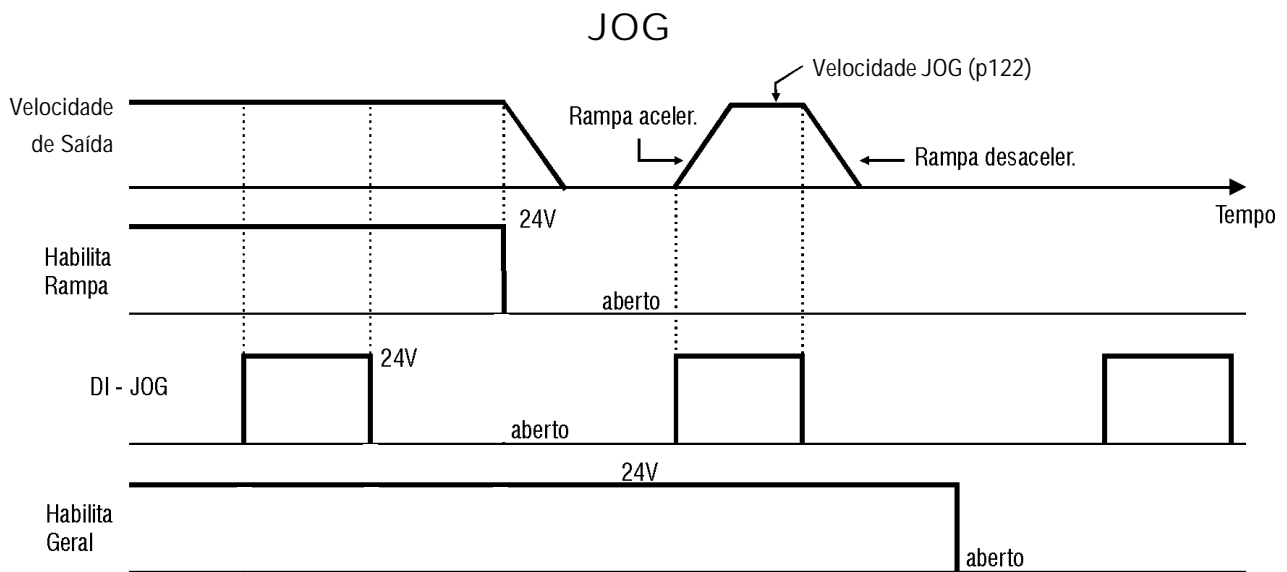 JOG
Velocidade JOG (p122)
Velocidade
de Saída
Rampa aceler.
Rampa desaceler.
Tempo
24V
Habilita
Rampa
aberto
24V
DI - JOG
aberto
24V
Habilita
Geral
aberto